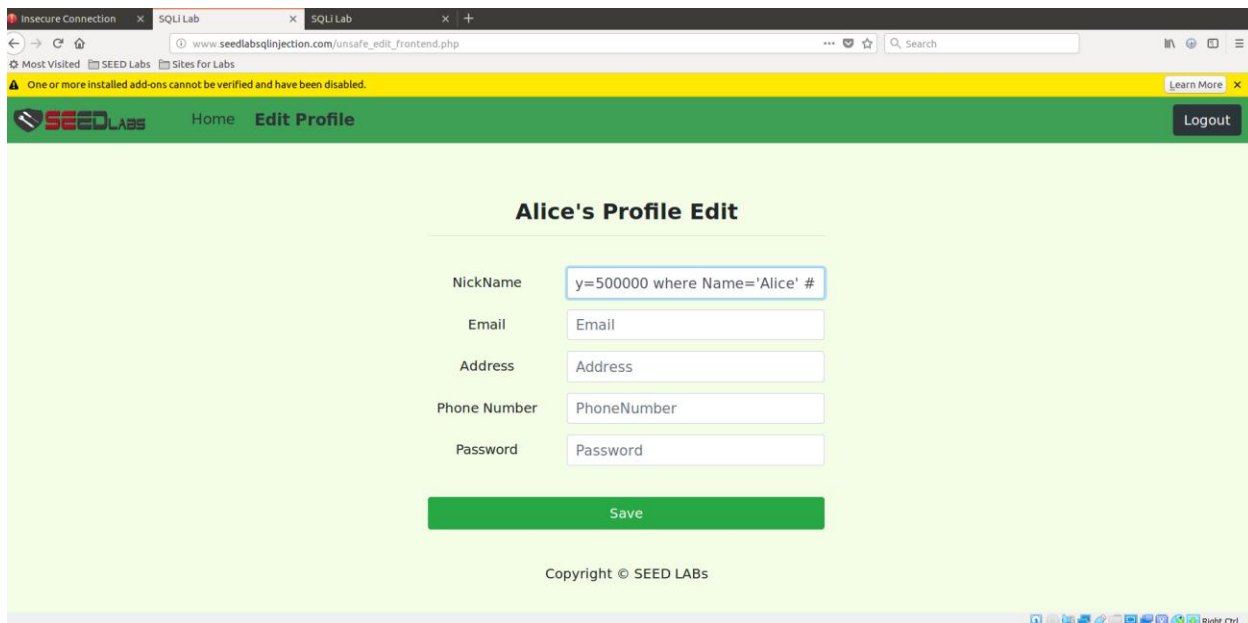 Insecure Connection × SQLi Lab × SQLi Lab × +
www.seedlabsqlinjection.com/unsafe_edit_frontend.php ••• Search
Most Visited SEED Labs Sites for Labs
One or more installed add-ons cannot be verified and have been disabled. Learn More ×
SEEDLABS Home Edit Profile Logout
Alice's Profile Edit
NickName y=500000 where Name='Alice' #
Email Email
Address Address
Phone Number PhoneNumber
Password Password
Save
Copyright © SEED LABs
Right Ctrl